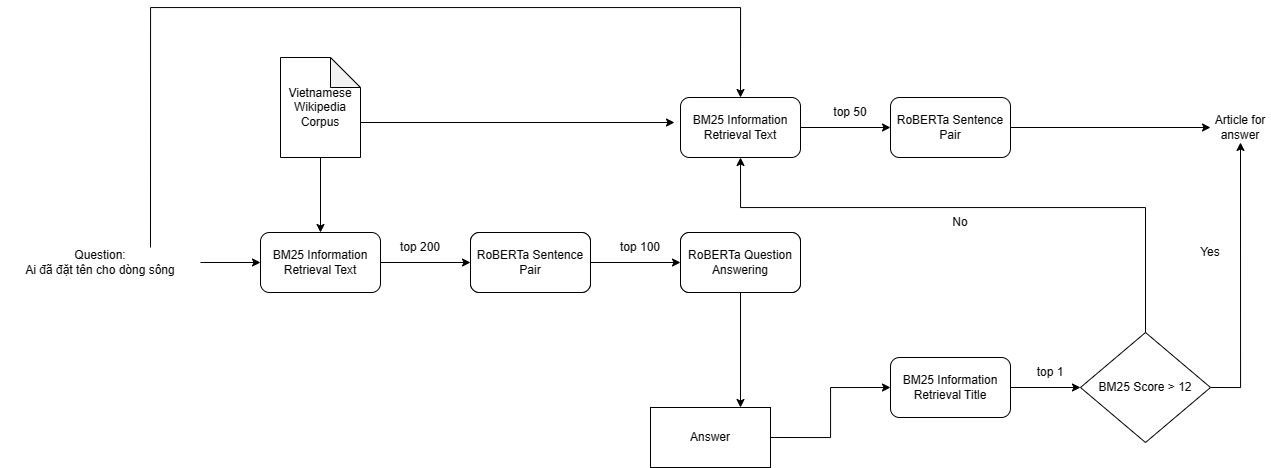 Vietnamese
Wikipedia
Corpus
BM25 Information
Retrieval Text
top 50
RoBERTa Sentence
Pair
Article for
answer
No
Yes
Question:
Ai đã đặt tên cho dòng sông
BM25 Information
Retrieval Text
top 200
RoBERTa Sentence
Pair
top 100
RoBERTa Question
Answering
BM25 Information
Retrieval Title
top 1
BM25 Score > 12
Answer